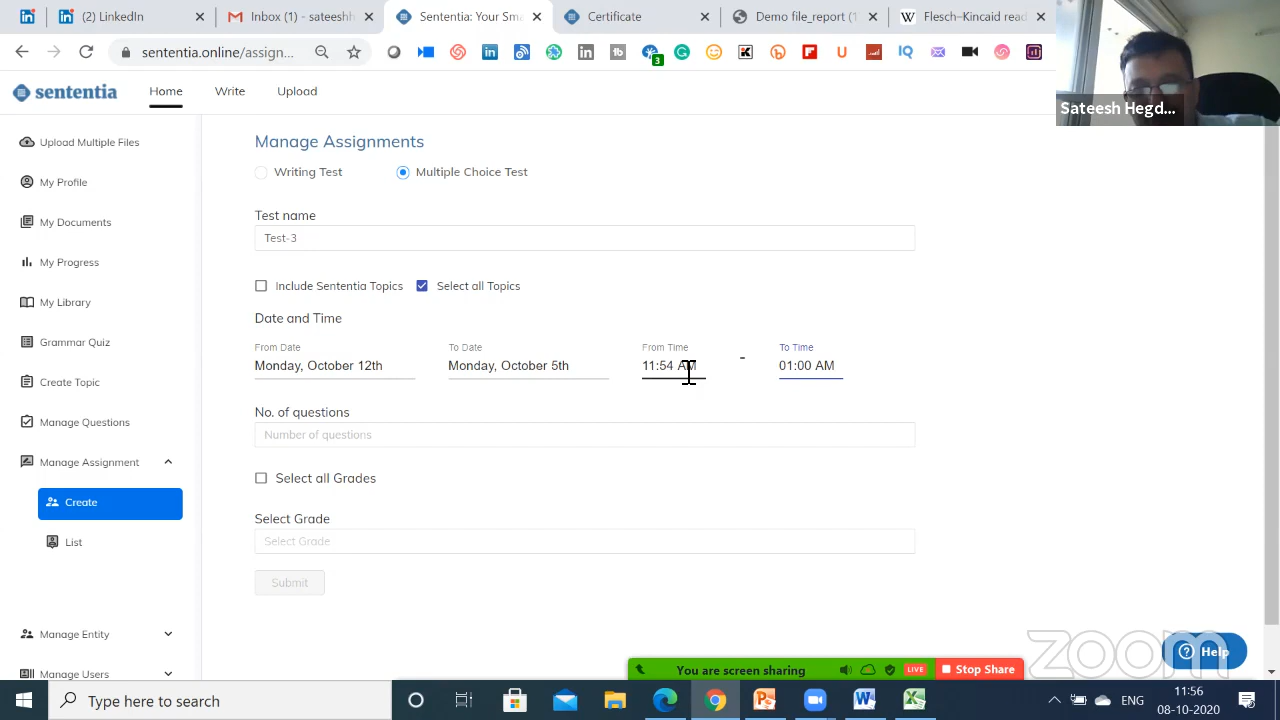 (2) LinkedIn
Inbox (1) - sateeshh
Sententia: Your Sma
Certificate
Demo file_report (1
Flesch–Kincaid read
sententia.online/assign...
3
sententia
Home
Write
Upload
Sateesh Hegd...
Upload Multiple Files
My Profile
My Documents
My Progress
My Library
Grammar Quiz
Create Topic
Manage Questions
Manage Assignment
Create
List
Manage Entity
Manage Users
Manage Assignments
Writing Test
Multiple Choice Test
Test name
Test-3
Include Sententia Topics
Select all Topics
Date and Time
From Date
To Date
From Time
To Time
Monday, October 12th
Monday, October 5th
11:54 AM
-
01:00 AM
No. of questions
Number of questions
Select all Grades
Select Grade
Select Grade
Submit
zoom
Help
You are screen sharing
LIVE
Stop Share
Type here to search
ENG
11:56
08-10-2020